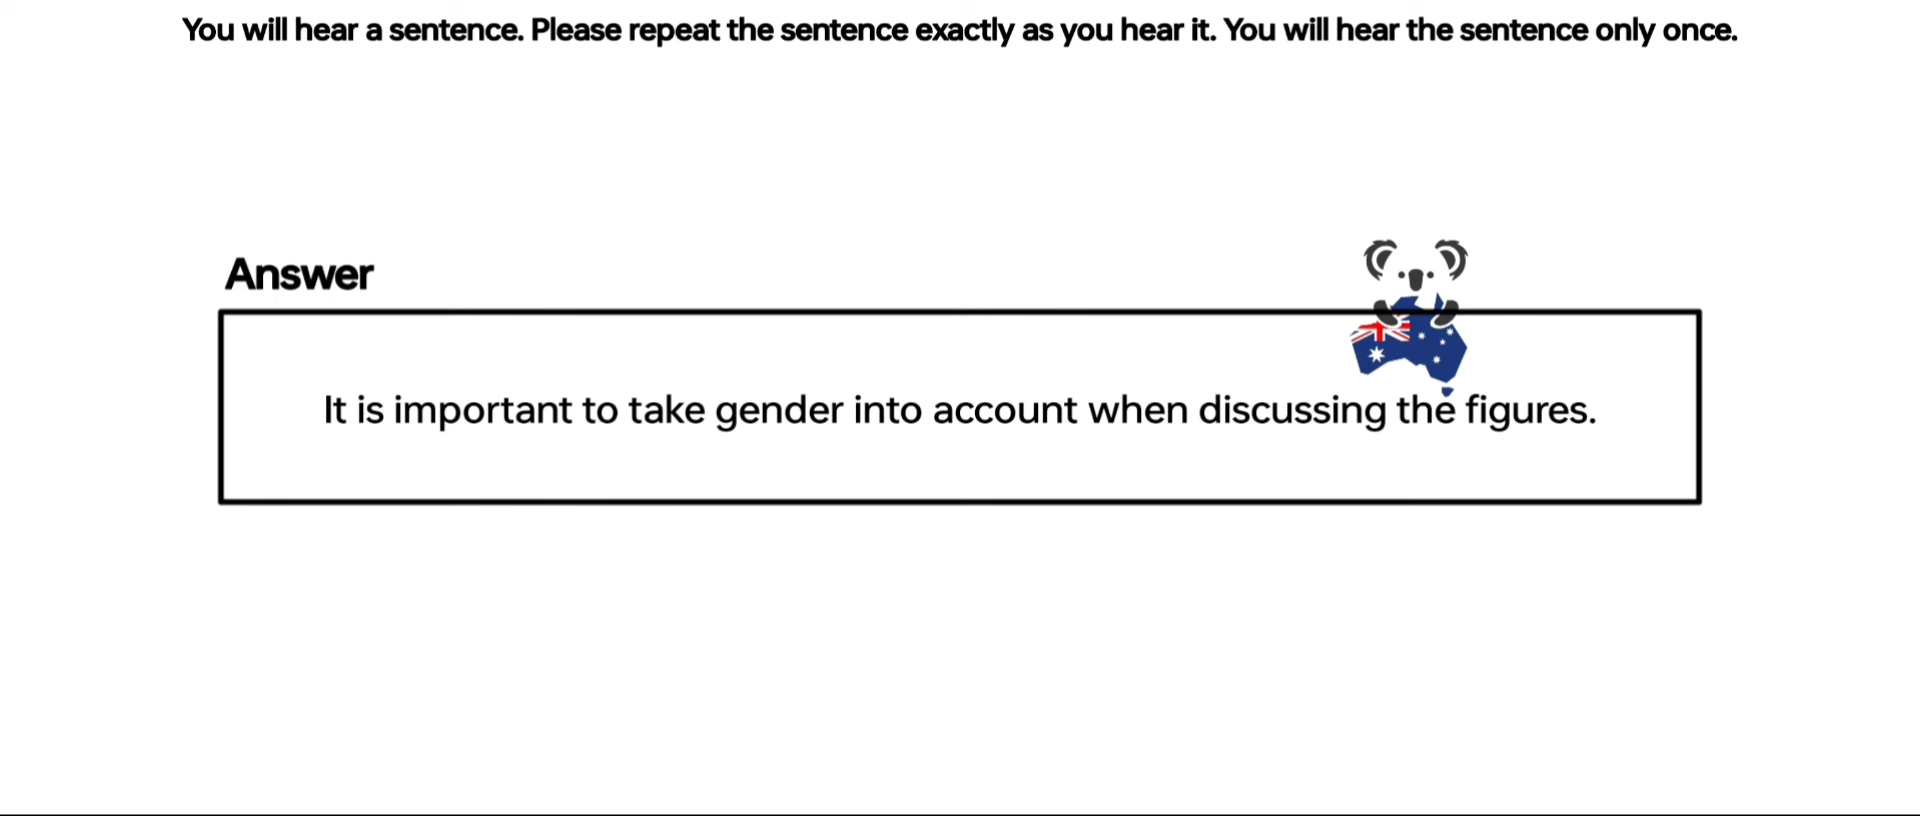 You will hear a sentence. Please repeat the sentence exactly as you hear it. You will hear the sentence only once.
Answer
It is important to take gender into account when discussing the figures.